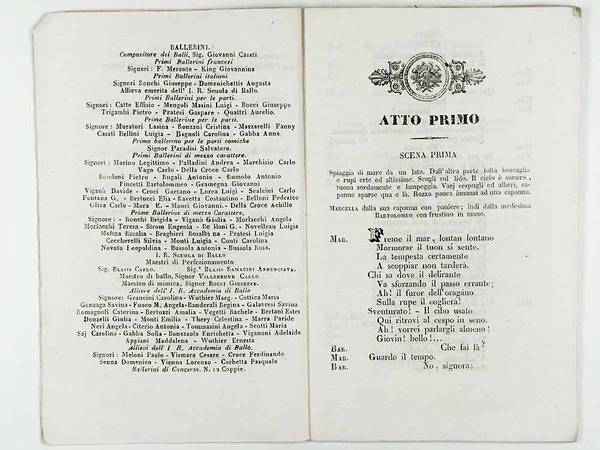 BALLERINI.
Compositore dei Balli, Sig. Giovanni Casati
Primi Ballerini francesi
Signori: F. Merante - King Giovannina
Primi Ballerini italiani
Signori Ronchi Giuseppe - Domenichettis Augusta
Allieva emerita dell' I. R. Scuola di Ballo.
Primi Ballerini per le parti.
Signori: Catte Effisio - Mengoli Masini Luigi - Bocci Giuseppe
Trigambi Pietro - Pratesi Gaspare - Quattri Aurelio.
Prime Ballerine per le parti.
Signore: Muratori Lasina - Ronzani Cristina - Mazzarelli Fanny
Casati Bellini Luigia - Bagnoli Carolina - Gabba Anna.
Primo ballerino per le parti comiche
Signor Paradisi Salvatore.
Primi Ballerini di mezzo carattere.
Signori: Marino Legittimo - Palladini Andrea - Marchisio Carlo
Vago Carlo - Della Croce Carlo
Bondoni Pietro - Rugali Antonio - Rumolo Antonio
Pincetti Bartolommeo - Gramegna Giovanni
Viganò Davide - Croci Gaetano - Lorea Luigi - Scalcini Carlo
Fontana G. - Bertucci Elia - Ravetta Costantino - Belloni Federico
Oliva Carlo - Mora E. - Mauri Giovanni - Della Croce Achille
Prime Ballerine di mezzo Carattere,
Signore: - Ronchi Brigida - Viganò Giulia - Morlacchi Angela
Morlacchi Teresa - Strom Eugenia - Novelleau Luigia
Molina Rosalia - Braghieri Rosalbina - Pratesi Luigia
Ceccherelli Silvia - Monti Luigia - Conti Carolina
Novoto Leopoldina - Bussola Antonia - Bussola Rosa.
I. R. SCUOLA DI BALLO
Maestri di Perfezionamento
Sig. BLASIS CARLO. Sig.ª BLASIS RAMACINI ANNUNCIATA.
Maestro di ballo, Signor VILLENEUVE CARLO
Maestro di mimica, Signor BOCCI GIUSEPPE.
Allieve dell' I. R. Accademia di Ballo
Signore: Grancini Carolina - Wuthier Marg. - Cottica Maria
Gonzaga Savina - Fuoco M. Angela - Banderali Regina - Galavresi Savina
Romagnoli Caterina - Bertuzzi Amalia - Vegetti Rachele - Bertani Ester
Donzelli Giulia - Monti Emilia - Thery Celestina - Marra Paride
Neri Angela - Citerio Antonia - Tommasini Angela - Scotti Maria
Saj Carolina - Gabba Sofia - Bonvzzola Enrichetta - Viganoni Adelaide
Appiani Maddalena - Wuthier Ernesta
Allievi dell' I. R. Accademia di Ballo.
Signori: Meloni Paolo - Vismara Cesare - Croce Ferdinando
Senna Domenico - Vienna Lorenzo - Corbetta Pasquale
Ballerini di Concerto. N. 12 Coppie.
ATTO PRIMO
SCENA PRIMA
Spiaggia di mare da un lato. Dall'altra parte folta boscaglia
e rupi erte ed altissime. Scogli sul lido. Il cielo è oscuro,
tuona sordamente e lampeggia. Varj cespugli ed alberi, capanne
sparse qua e là. Rozza panca innanzi ad una capanna.
MARCELLA dalla sua capanna con paniere; indi dalla medesima
BARTOLOMEO con frustino in mano.
MAR. Freme il mar, lontan lontano
Mormorer il tuon si sente.
La tempesta certamente
A scoppiar non tarderà.
Chi sa dove il delirante
Va sforzando il passo errante;
Ah! il furor dell'oragano
Sulla rupe il coglierà!
Sventurato! - Il cibo usato
Qui ritrovi al cespo in seno.
Ah! vorrei parlargli almeno!
Giovin! bello!...
BAR. Che fai là?
MAR. Guardo il tempo.
BAR. No, signora;